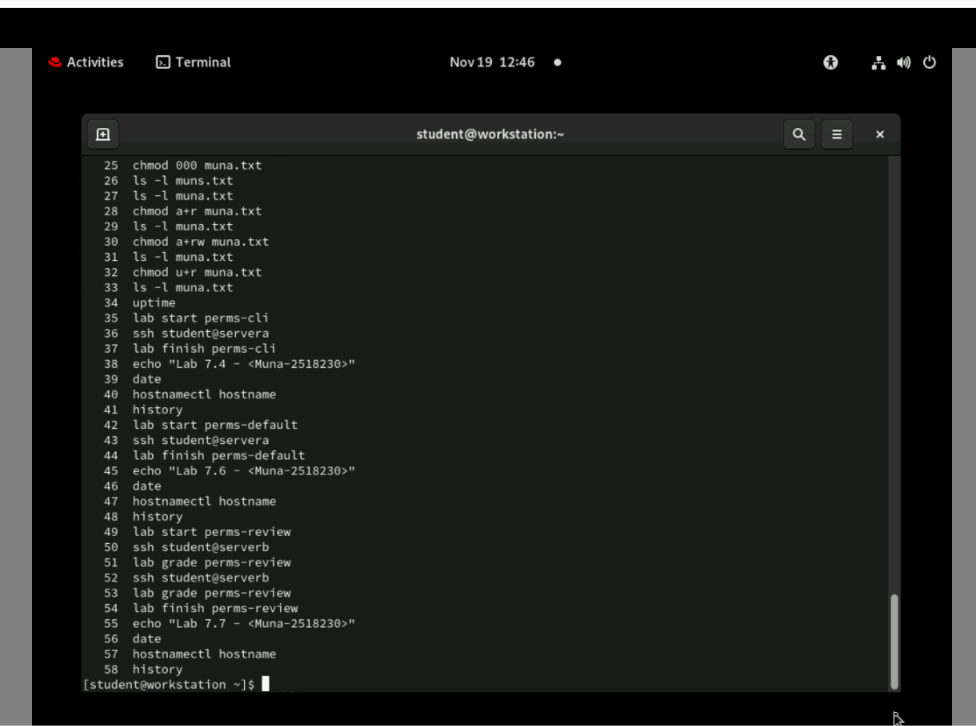 Activities Terminal Nov 19 12:46
student@workstation:~
25 chmod 000 muna.txt
26 ls -l muns.txt
27 ls -l muna.txt
28 chmod a+r muna.txt
29 ls -l muna.txt
30 chmod a+rw muna.txt
31 ls -l muna.txt
32 chmod u+r muna.txt
33 ls -l muna.txt
34 uptime
35 lab start perms-cli
36 ssh student@servera
37 lab finish perms-cli
38 echo "Lab 7.4 - <Muna-2518230>"
39 date
40 hostnamectl hostname
41 history
42 lab start perms-default
43 ssh student@servera
44 lab finish perms-default
45 echo "Lab 7.6 - <Muna-2518230>"
46 date
47 hostnamectl hostname
48 history
49 lab start perms-review
50 ssh student@serverb
51 lab grade perms-review
52 ssh student@serverb
53 lab grade perms-review
54 lab finish perms-review
55 echo "Lab 7.7 - <Muna-2518230>"
56 date
57 hostnamectl hostname
58 history
[student@workstation ~]$